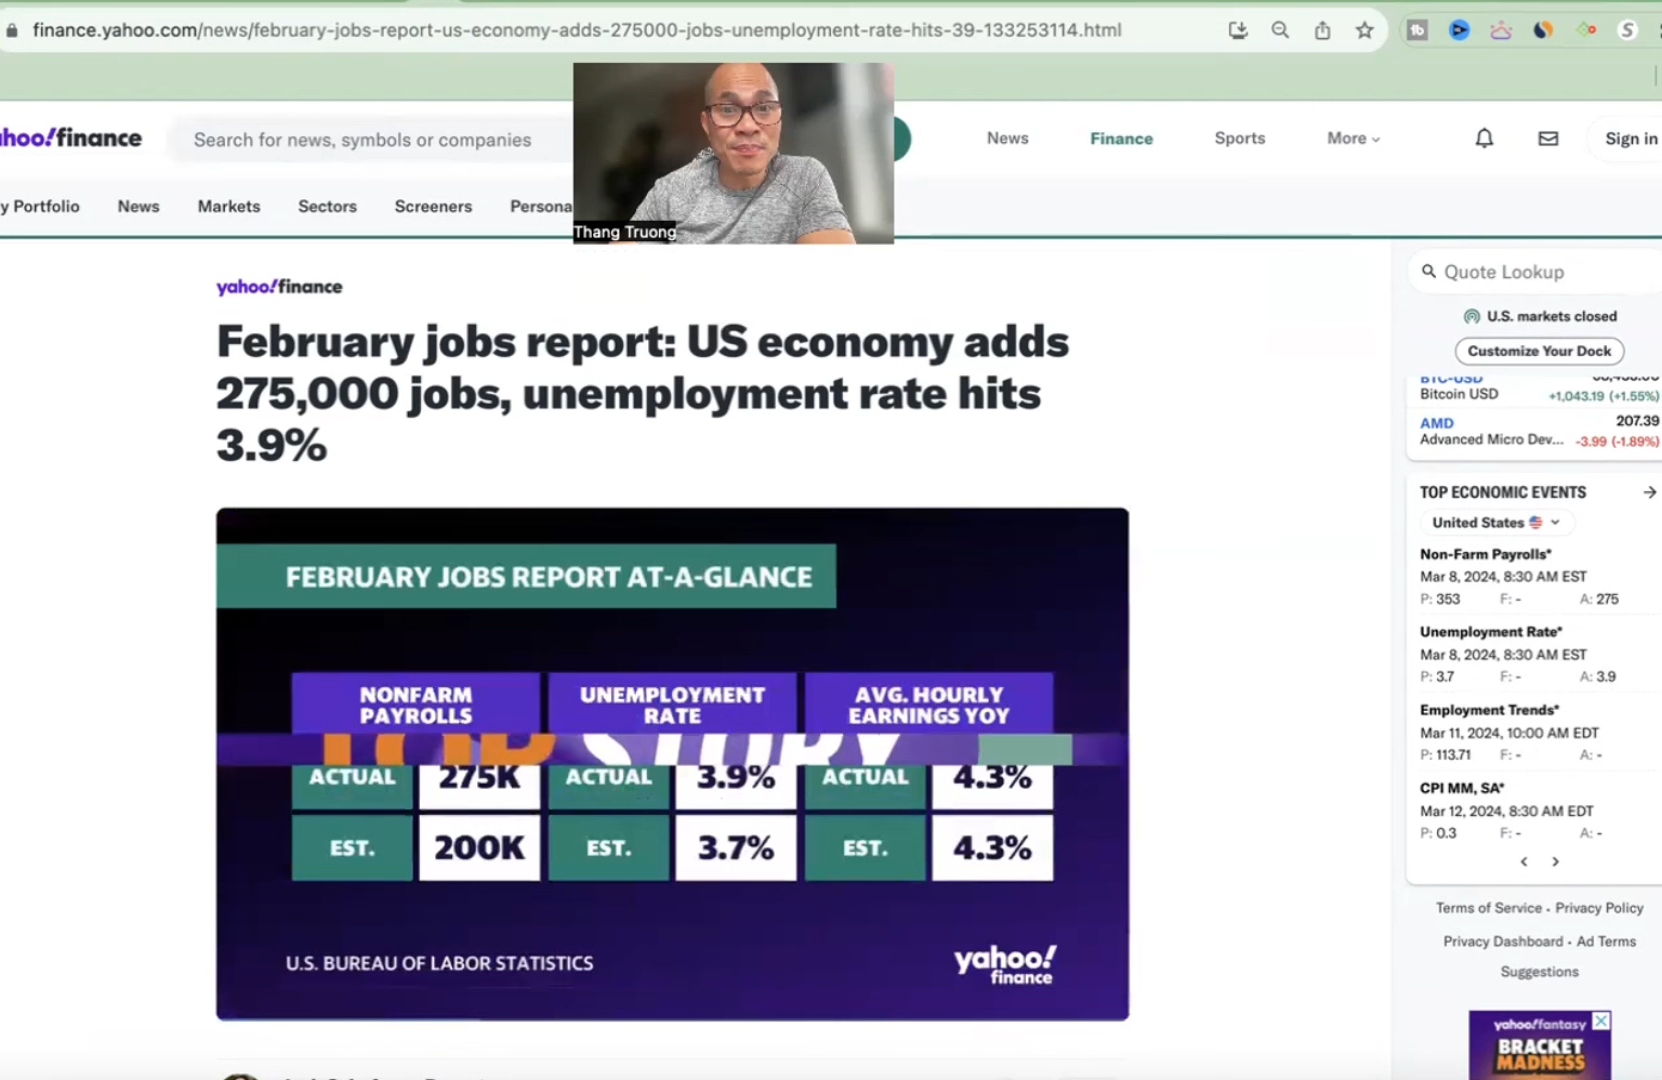 finance.yahoo.com/news/february-jobs-report-us-economy-adds-275000-jobs-unemployment-rate-hits-39-133253114.html
tb
S
hoo!finance
Search for news, symbols or companies
News
Finance
Sports
More
Sign in
y Portfolio
News
Markets
Sectors
Screeners
Persona
Thang Truong
yahoo!finance
February jobs report: US economy adds
275,000 jobs, unemployment rate hits
3.9%
FEBRUARY JOBS REPORT AT-A-GLANCE
NONFARM
PAYROLLS
UNEMPLOYMENT
RATE
AVG. HOURLY
EARNINGS YOY
TOP STORY
ACTUAL 275K ACTUAL 3.9% ACTUAL 4.3%
EST. 200K EST. 3.7% EST. 4.3%
U.S. BUREAU OF LABOR STATISTICS
yahoo!
finance
Quote Lookup
U.S. markets closed
Customize Your Dock
BTC-USD
Bitcoin USD +1,043.19 (+1.55%)
AMD 207.39
Advanced Micro Dev... -3.99 (-1.89%)
TOP ECONOMIC EVENTS
United States
Non-Farm Payrolls*
Mar 8, 2024, 8:30 AM EST
P: 353 F: - A: 275
Unemployment Rate*
Mar 8, 2024, 8:30 AM EST
P: 3.7 F: - A: 3.9
Employment Trends*
Mar 11, 2024, 10:00 AM EDT
P: 113.71 F: - A: -
CPI MM, SA*
Mar 12, 2024, 8:30 AM EDT
P: 0.3 F: - A: -
Terms of Service • Privacy Policy
Privacy Dashboard • Ad Terms
Suggestions
yahoo!fantasy
BRACKET
MADNESS